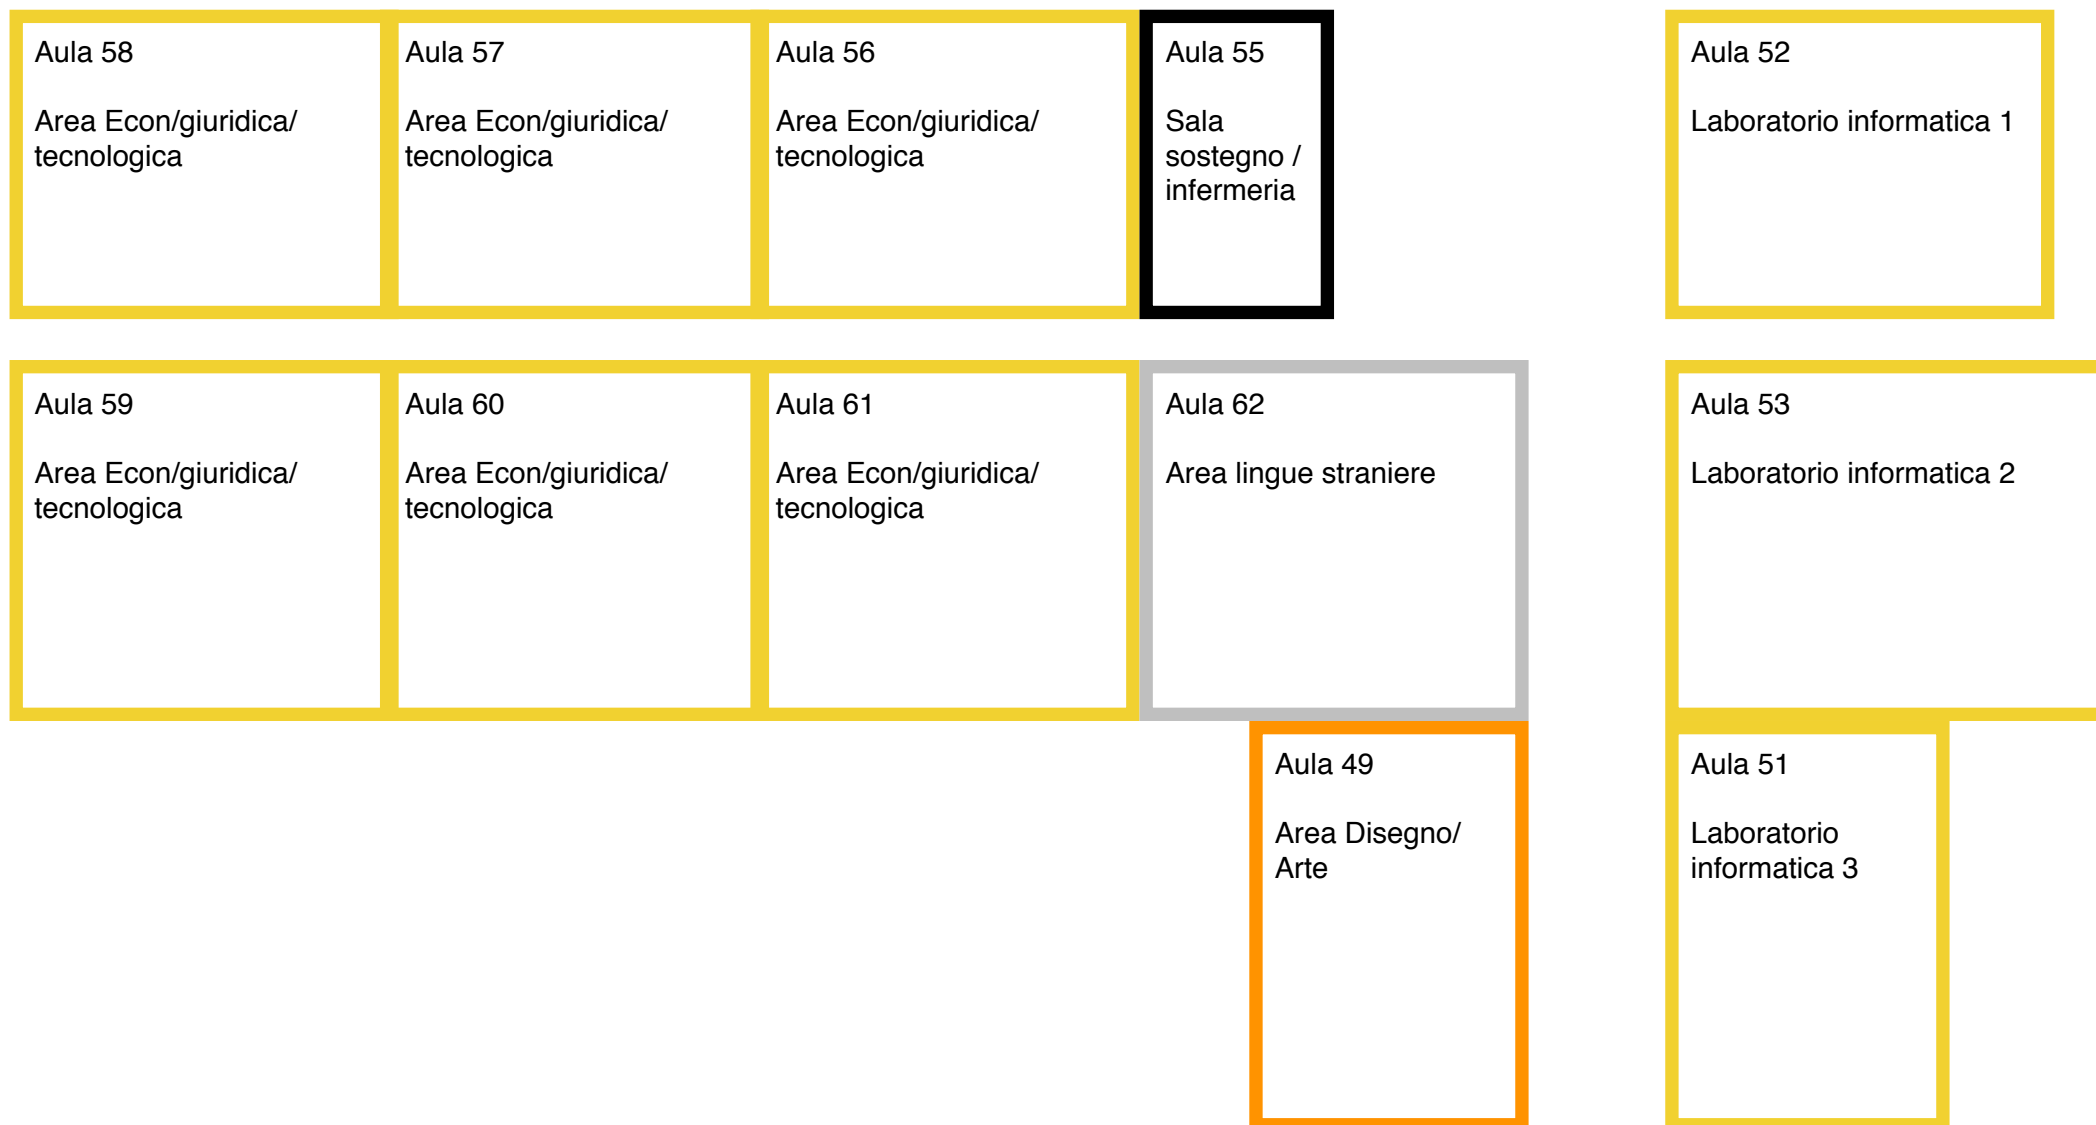 Aula 58
Area Econ/giuridica/
tecnologica
Aula 57
Area Econ/giuridica/
tecnologica
Aula 56
Area Econ/giuridica/
tecnologica
Aula 55
Sala
sostegno /
infermeria
Aula 52
Laboratorio informatica 1
Aula 59
Area Econ/giuridica/
tecnologica
Aula 60
Area Econ/giuridica/
tecnologica
Aula 61
Area Econ/giuridica/
tecnologica
Aula 62
Area lingue straniere
Aula 53
Laboratorio informatica 2
Aula 49
Area Disegno/
Arte
Aula 51
Laboratorio
informatica 3